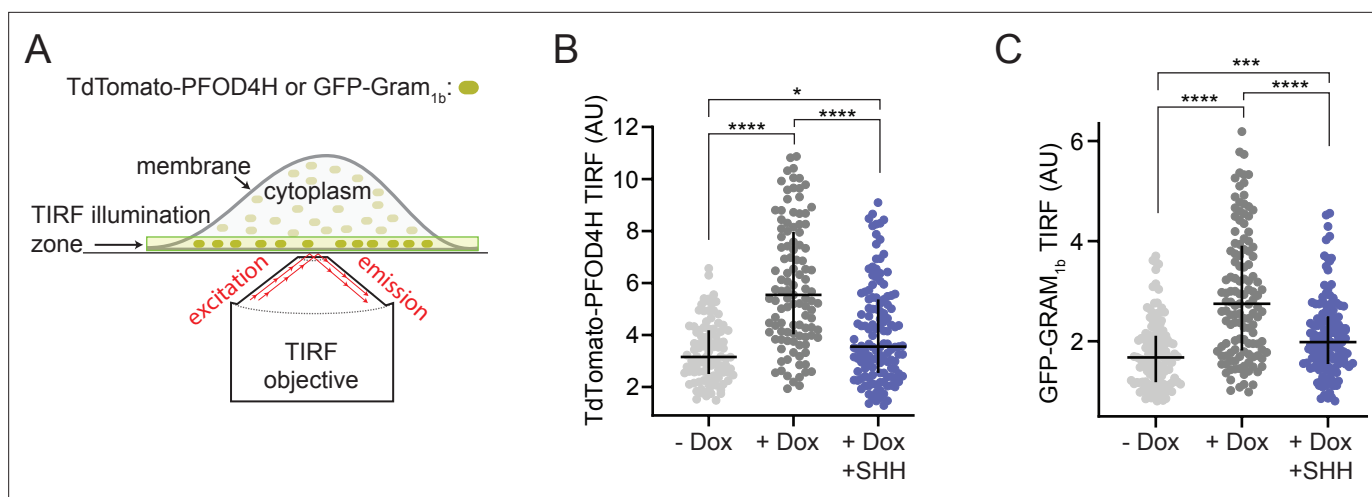 A
TdTomato-PFOD4H or GFP-Gram1b:
membrane
cytoplasm
TIRF illumination
zone
excitation
emission
TIRF
objective
B
TdTomato-PFOD4H TIRF (AU)
12
10
8
6
4
2
*
**** ****
- Dox + Dox + Dox
+SHH
C
GFP-GRAM1b TIRF (AU)
6
4
2
***
**** ****
- Dox + Dox + Dox
+SHH